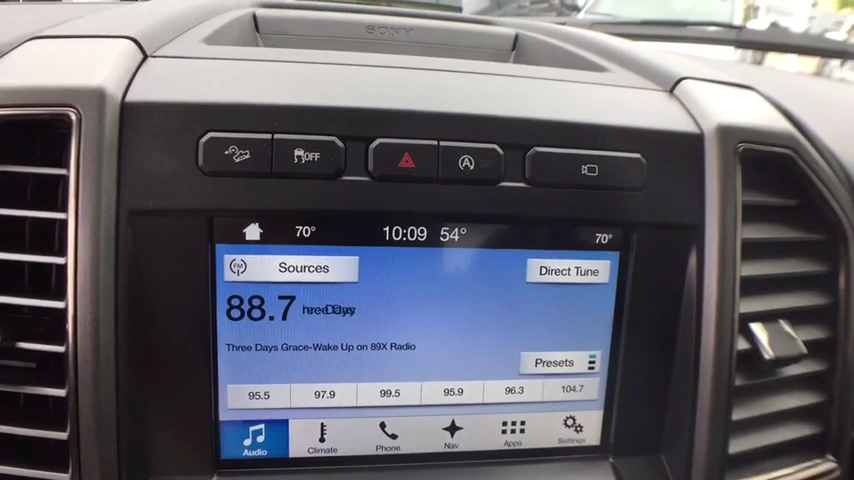 SONY
OFF
A OFF
70° 10:09 54° 70°
FM Sources Direct Tune
88.7
Three Days Grace-Wake Up on 89X Radio
Presets
95.5 97.9 99.5 95.9 96.3 104.7
Audio Climate Phone Nav Apps Settings